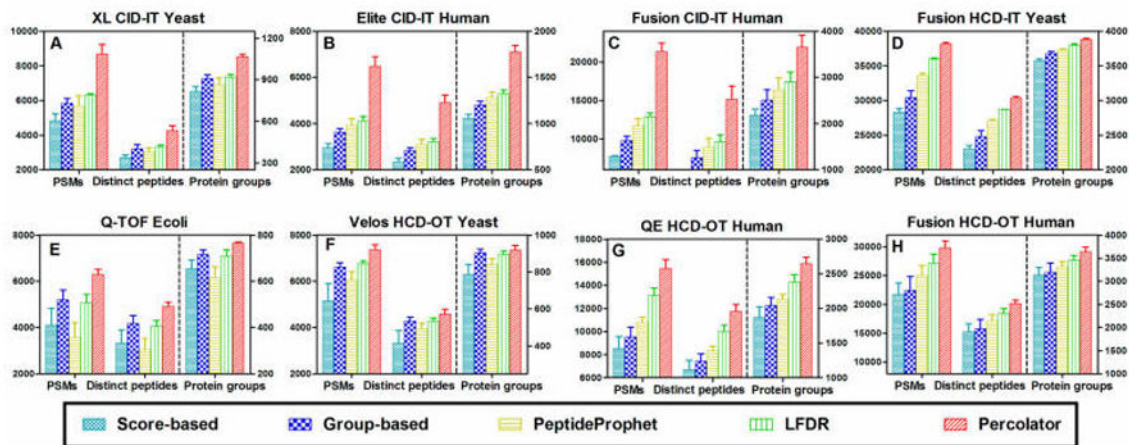 XL CID-IT Yeast
A
10000
8000
6000
4000
2000
1200
900
600
300
PSMs Distinct peptides Protein groups
Elite CID-IT Human
B
8000
6000
4000
2000
2000
1500
1000
500
PSMs Distinct peptides Protein groups
Fusion CID-IT Human
C
20000
15000
10000
4000
3000
2000
1000
PSMs Distinct peptides Protein groups
Fusion HCD-IT Yeast
D
40000
35000
30000
25000
20000
4000
3500
3000
2500
2000
PSMs Distinct peptides Protein groups
Q-TOF Ecoli
E
8000
6000
4000
2000
800
600
400
200
PSMs Distinct peptides Protein groups
Velos HCD-OT Yeast
F
8000
6000
4000
2000
1000
800
600
400
PSMs Distinct peptides Protein groups
QE HCD-OT Human
G
18000
16000
14000
12000
10000
8000
6000
3000
2500
2000
1500
1000
PSMs Distinct peptides Protein groups
Fusion HCD-OT Human
H
30000
25000
20000
15000
10000
4000
3500
3000
2500
2000
1500
1000
PSMs Distinct peptides Protein groups
Score-based Group-based PeptideProphet LFDR Percolator